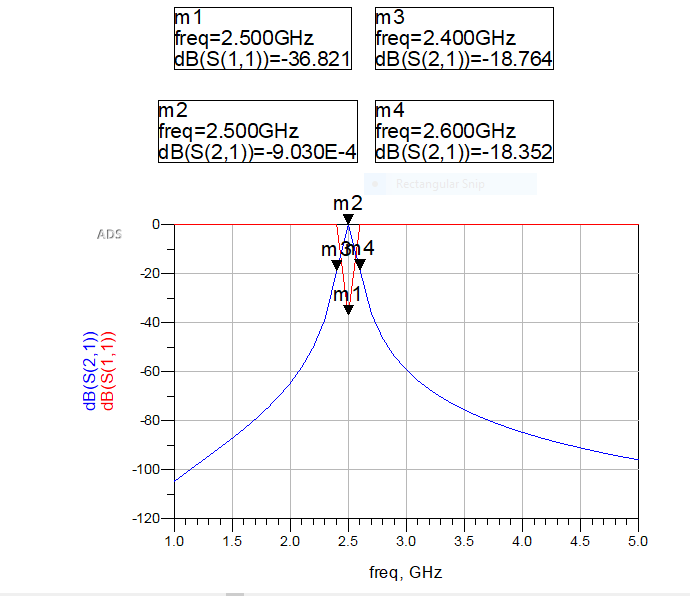 m1
freq=2.500GHz
dB(S(1,1))=-36.821
m3
freq=2.400GHz
dB(S(2,1))=-18.764
m2
freq=2.500GHz
dB(S(2,1))=-9.030E-4
m4
freq=2.600GHz
dB(S(2,1))=-18.352
Rectangular Snip
ADS
m2
m3
m4
m1
0
-20
-40
-60
-80
-100
-120
dB(S(2,1))
dB(S(1,1))
1.0 1.5 2.0 2.5 3.0 3.5 4.0 4.5 5.0
freq, GHz